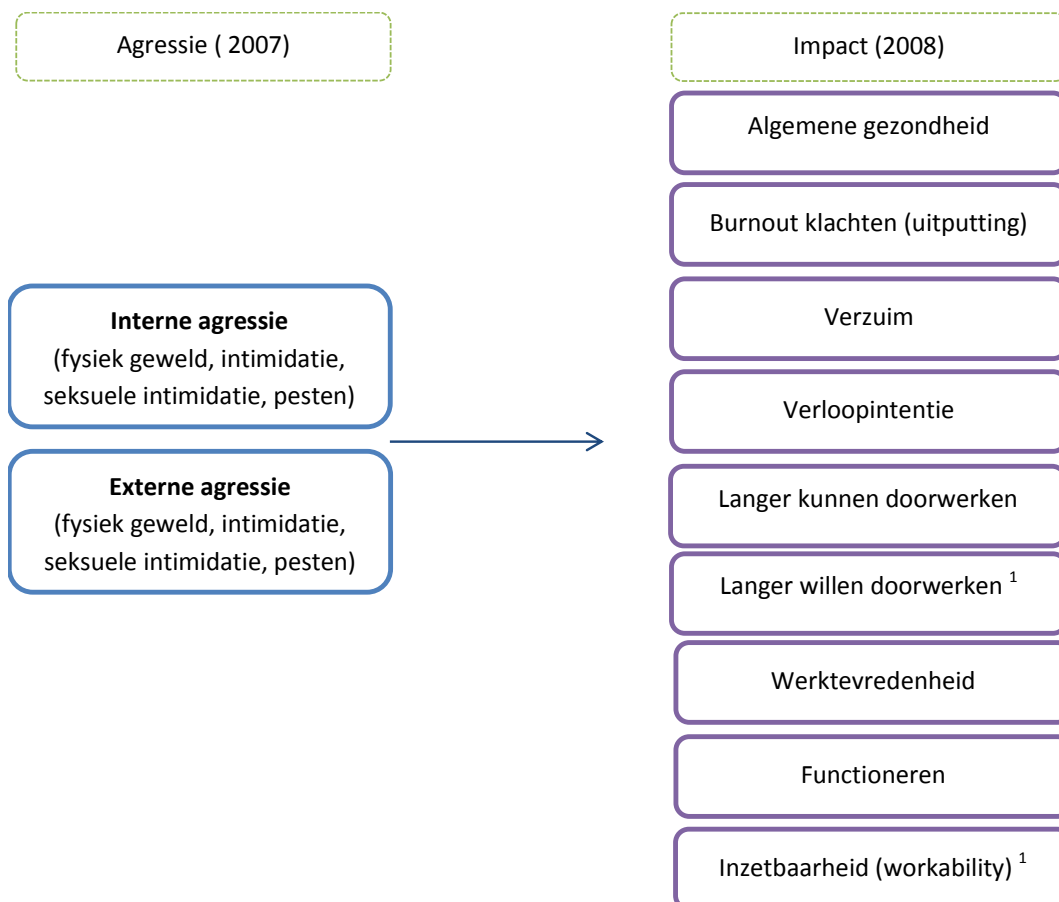 Agressie ( 2007)
Interne agressie
(fysiek geweld, intimidatie,
seksuele intimidatie, pesten)
Externe agressie
(fysiek geweld, intimidatie,
seksuele intimidatie, pesten)
Impact (2008)
Algemene gezondheid
Burnout klachten (uitputting)
Verzuim
Verloopintentie
Langer kunnen doorwerken
Langer willen doorwerken ¹
Werktevredenheid
Functioneren
Inzetbaarheid (workability) ¹